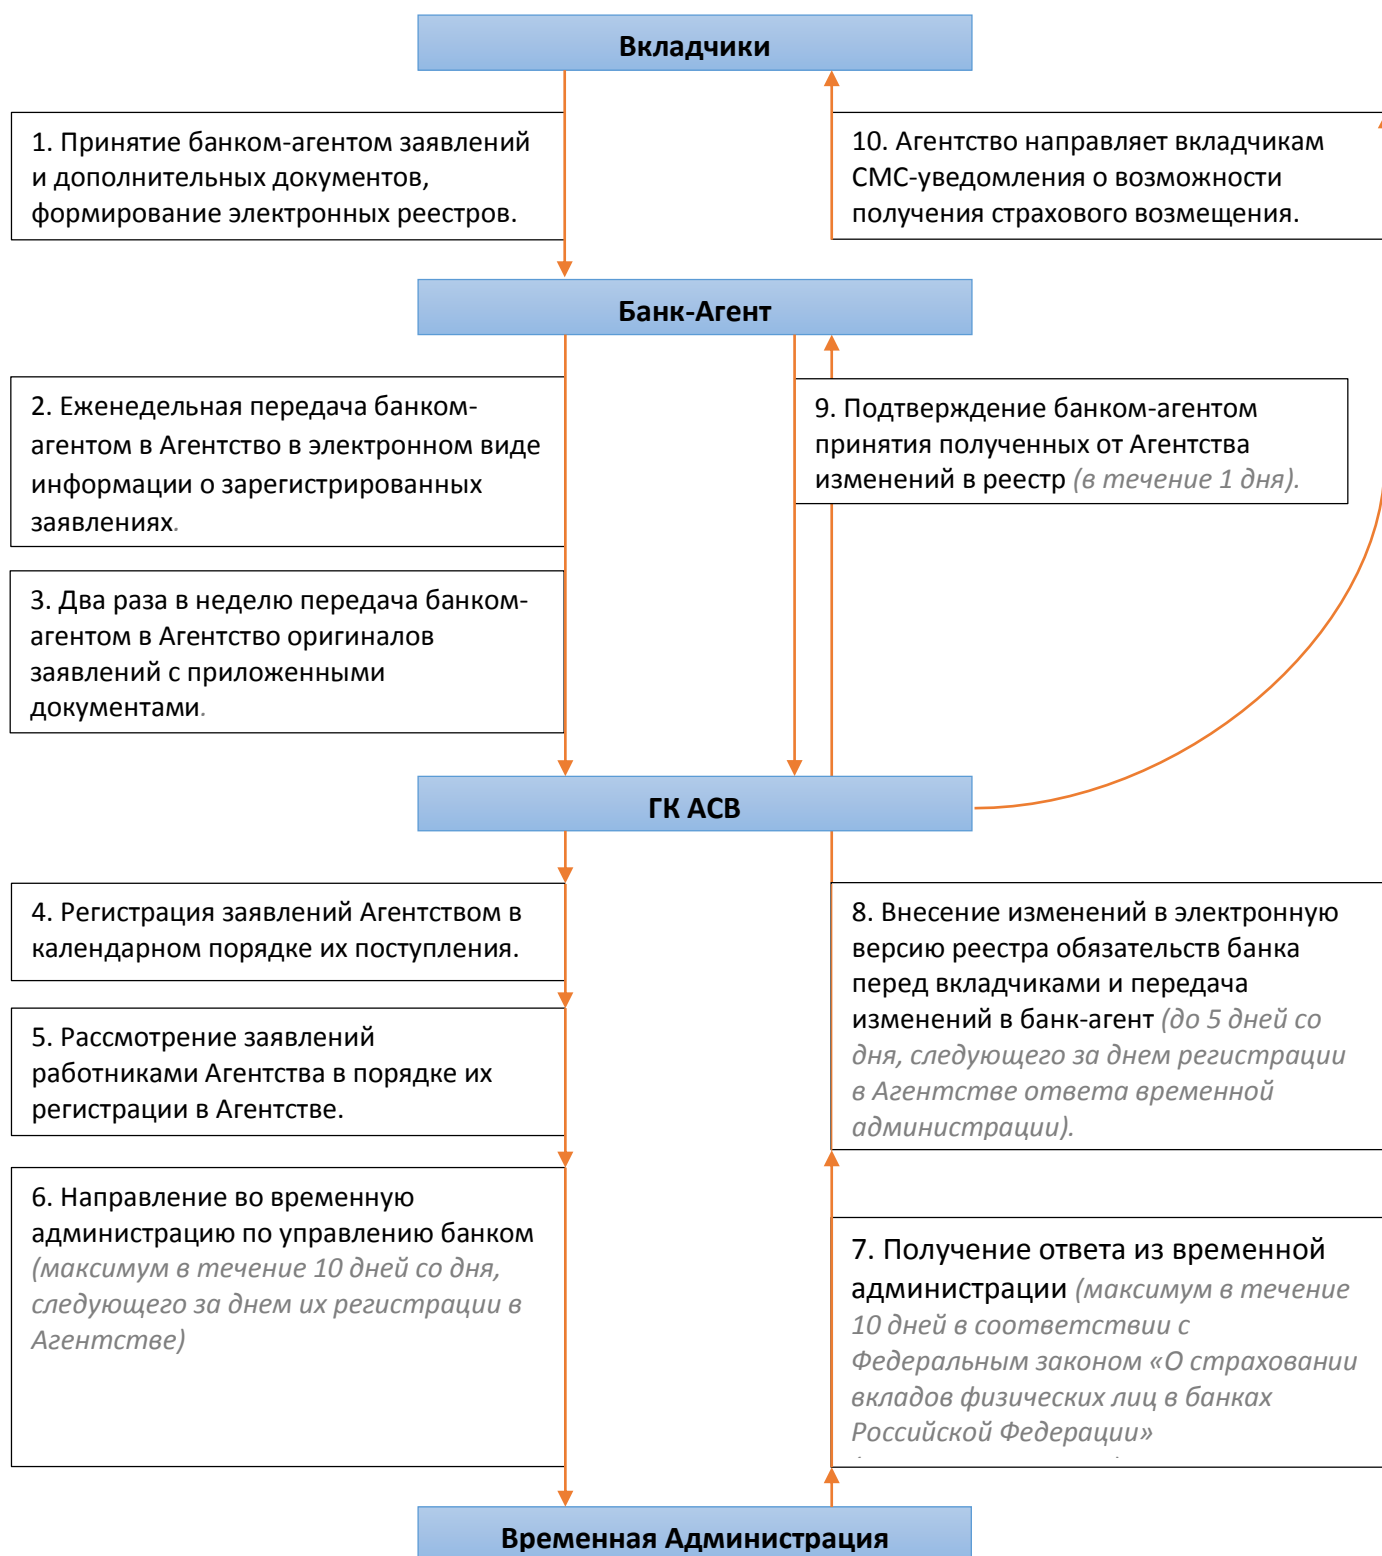 Вкладчики
1. Принятие банком-агентом заявлений
и дополнительных документов,
формирование электронных реестров.
10. Агентство направляет вкладчикам
СМС-уведомления о возможности
получения страхового возмещения.
Банк-Агент
2. Еженедельная передача банком-
агентом в Агентство в электронном виде
информации о зарегистрированных
заявлениях.
9. Подтверждение банком-агентом
принятия полученных от Агентства
изменений в реестр (в течение 1 дня).
3. Два раза в неделю передача банком-
агентом в Агентство оригиналов
заявлений с приложенными
документами.
ГК АСВ
4. Регистрация заявлений Агентством в
календарном порядке их поступления.
5. Рассмотрение заявлений
работниками Агентства в порядке их
регистрации в Агентстве.
6. Направление во временную
администрацию по управлению банком
(максимум в течение 10 дней со дня,
следующего за днем их регистрации в
Агентстве)
8. Внесение изменений в электронную
версию реестра обязательств банка
перед вкладчиками и передача
изменений в банк-агент (до 5 дней со
дня, следующего за днем регистрации
в Агентстве ответа временной
администрации).
7. Получение ответа из временной
администрации (максимум в течение
10 дней в соответствии с
Федеральным законом «О страховании
вкладов физических лиц в банках
Российской Федерации»
Временная Администрация